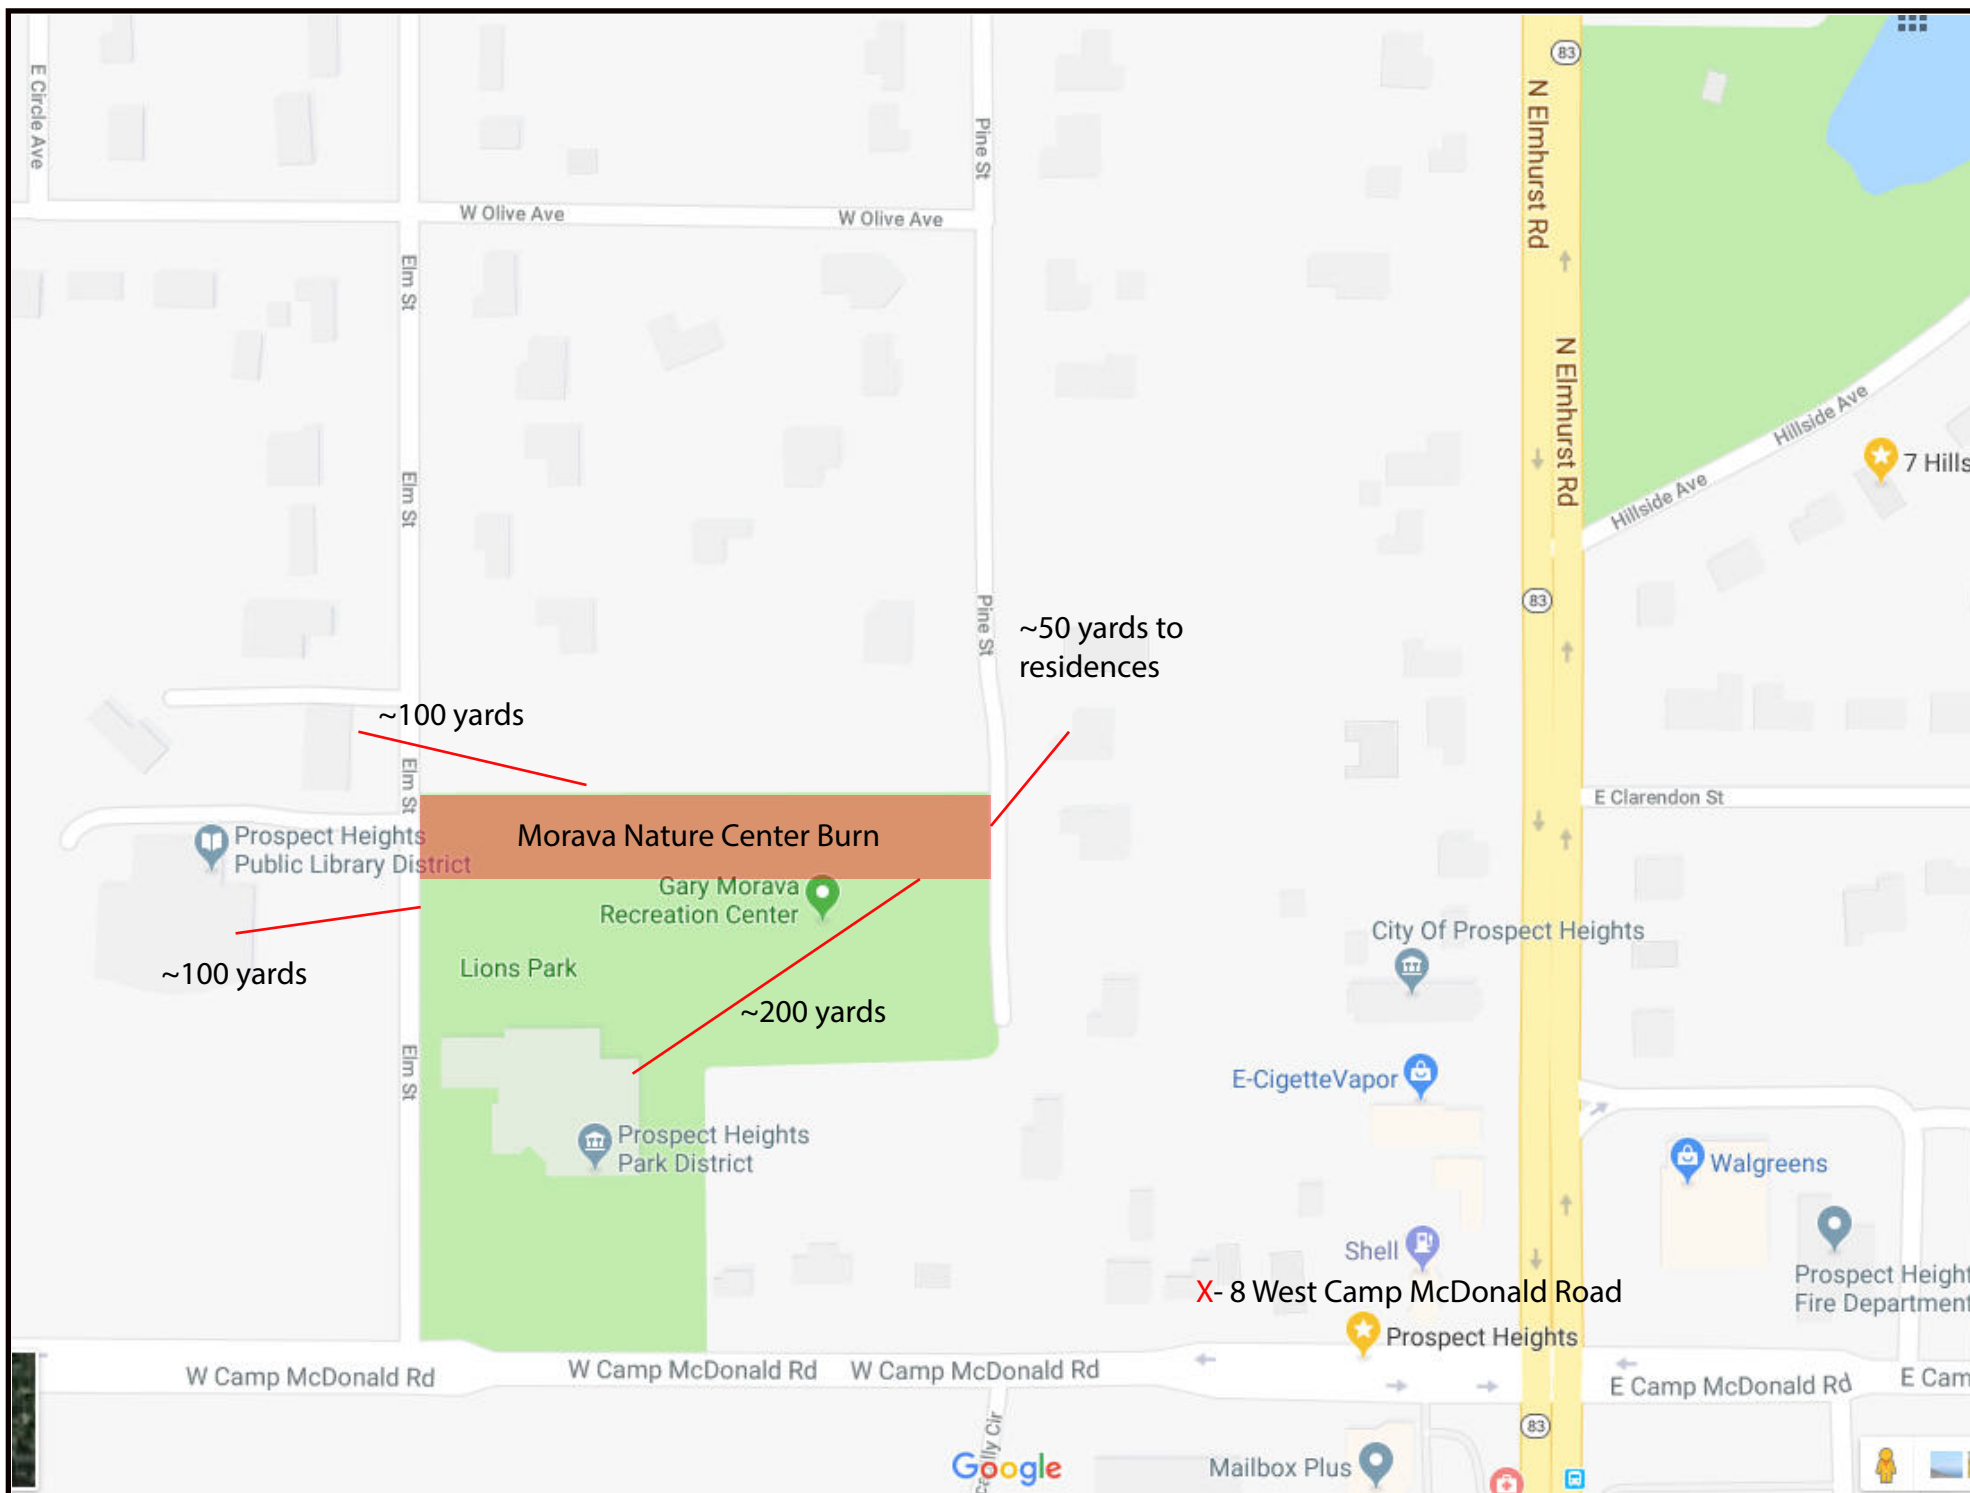 83
E Circle Ave
Pine St
N Elmhurst Rd
W Olive Ave
W Olive Ave
Elm St
N Elmhurst Rd
Hillside Ave
7 Hills
Hillside Ave
Elm St
83
Pine St
~50 yards to
residences
~100 yards
Elm St
E Clarendon St
Morava Nature Center Burn
Prospect Heights
Public Library District
Gary Morava
Recreation Center
City Of Prospect Heights
~100 yards
Lions Park
~200 yards
Elm St
E-CigetteVapor
Prospect Heights
Park District
Walgreens
Shell
X- 8 West Camp McDonald Road
Prospect Height
Fire Department
Prospect Heights
W Camp McDonald Rd
W Camp McDonald Rd
W Camp McDonald Rd
E Camp McDonald Rd
E Cam
83
lly Cir
Google
Mailbox Plus